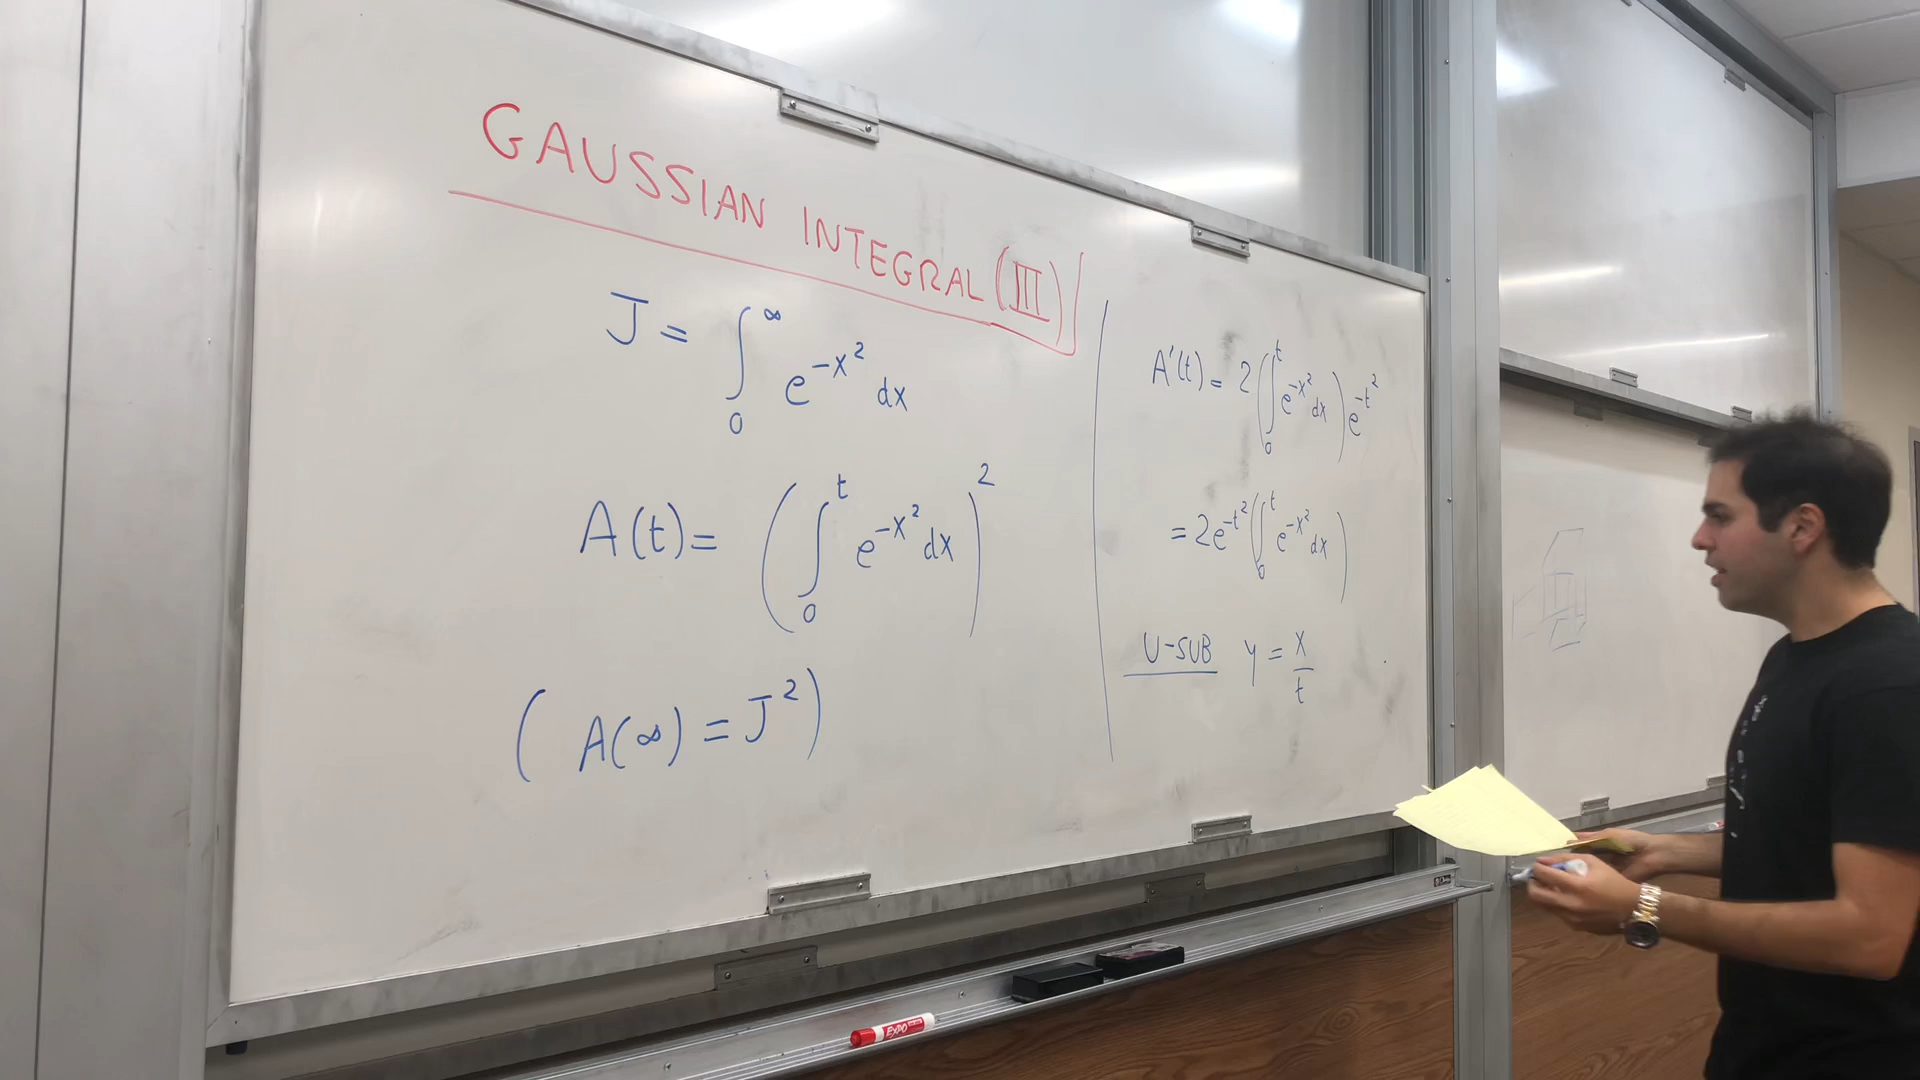 GAUSSIAN INTEGRAL (III)
J = ∫₀^∞ e^{-x²} dx
A(t) = (∫₀^t e^{-x²} dx)²
(A(∞) = J²)
A'(t) = 2(∫₀^t e^{-x²} dx) e^{-t²}
= 2e^{-t²} (∫₀^t e^{-x²} dx)
U-SUB y = x/t
EXPO